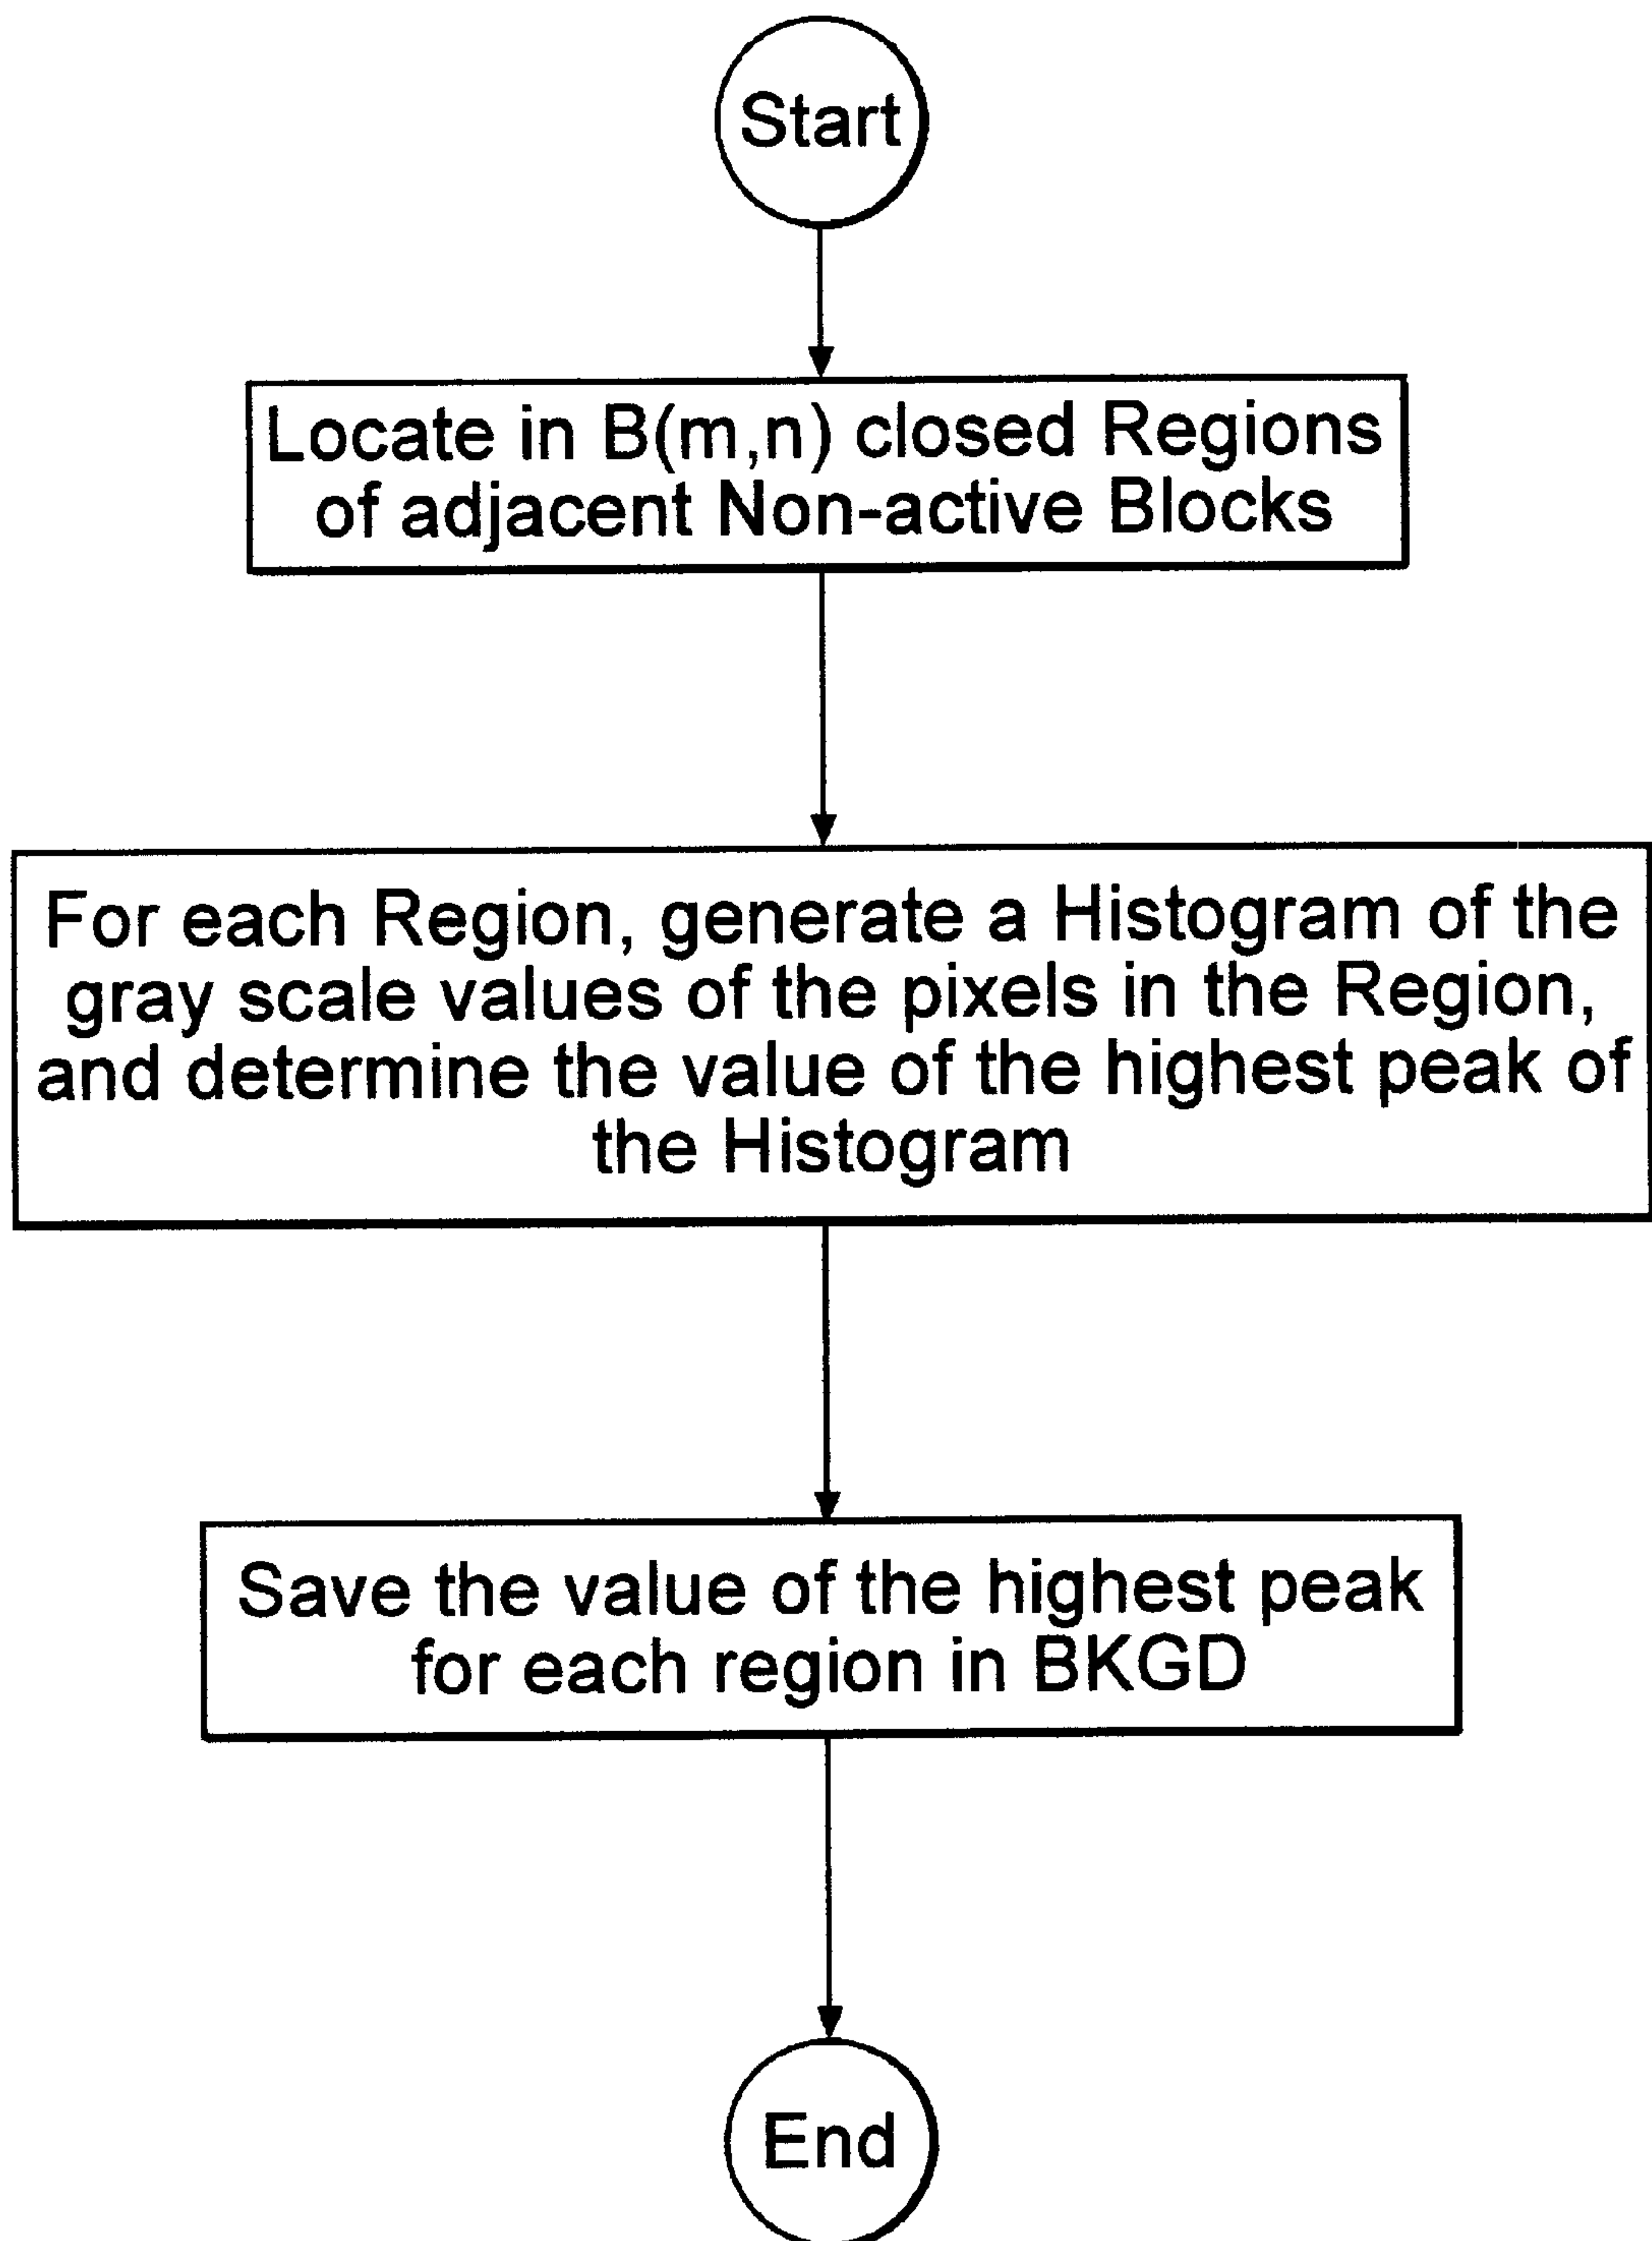 Start
Locate in B(m,n) closed Regions
of adjacent Non-active Blocks
For each Region, generate a Histogram of the
gray scale values of the pixels in the Region,
and determine the value of the highest peak of
the Histogram
Save the value of the highest peak
for each region in BKGD
End